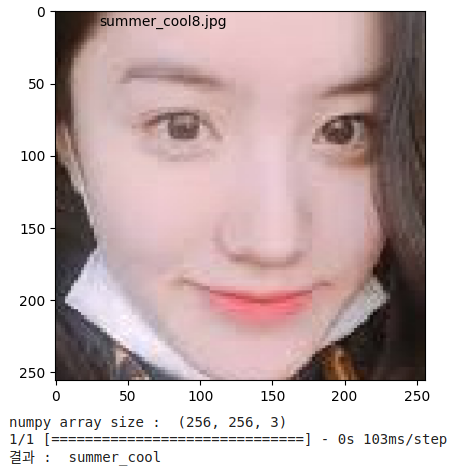 summer_cool8.jpg
0
50
100
150
200
250
0 50 100 150 200 250
numpy array size :  (256, 256, 3)
1/1 [==============================] - 0s 103ms/step
결과 :  summer_cool